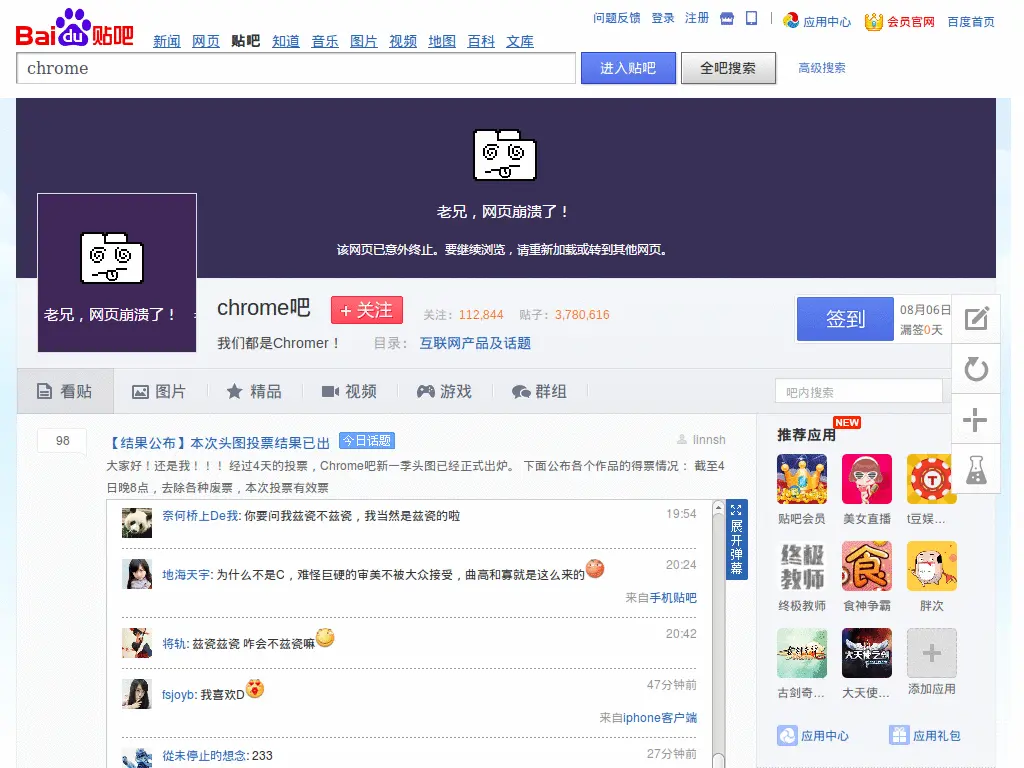 问题反馈 登录 注册 应用中心 会员官网 百度首页
Bai du 贴吧 新闻 网页 贴吧 知道 音乐 图片 视频 地图 百科 文库
chrome 进入贴吧 全吧搜索 高级搜索
老兄，网页崩溃了！
该网页已意外终止。要继续浏览，请重新加载或转到其他网页。
老兄，网页崩溃了！
chrome吧 + 关注 关注：112,844 贴子：3,780,616
签到 08月06日
漏签0天
我们都是Chromer！ 目录： 互联网产品及话题
看贴 图片 精品 视频 游戏 群组 吧内搜索
98 【结果公布】本次头图投票结果已出 今日话题 linnsh
大家好！还是我！！！ 经过4天的投票，Chrome吧新一季头图已经正式出炉。 下面公布各个作品的得票情况： 截至4
日晚8点，去除各种废票，本次投票有效票
奈何桥上De我: 你要问我兹瓷不兹瓷，我当然是兹瓷的啦 19:54
地海天宇: 为什么不是C，难怪巨硬的审美不被大众接受，曲高和寡就是这么来的 20:24
来自手机贴吧
将轨: 兹瓷兹瓷 咋会不兹瓷嘛 20:42
fsjoyb: 我喜欢D 47分钟前
来自iphone客户端
從未停止旳想念: 233 27分钟前
展开弹幕
推荐应用 NEW
贴吧会员 美女直播 t豆娱...
终极教师
食
终极教师 食神争霸 胖次
古剑奇... 大天使... 添加应用
大天使之剑
应用中心 应用礼包